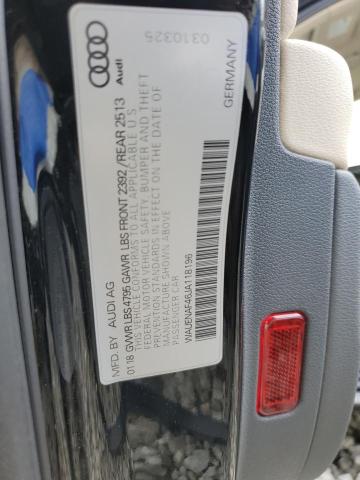 MFD. BY AUDI AG
01/18 GVWR LBS 4795 GAWR LBS FRONT 2392 / REAR 2513
THIS VEHICLE CONFORMS TO ALL APPLICABLE U S
FEDERAL MOTOR VEHICLE SAFETY, BUMPER AND THEFT
PREVENTION STANDARDS IN EFFECT ON THE DATE OF
MANUFACTURE SHOWN ABOVE
PASSENGER CAR
WAUENAF46JA118196
GERMANY
Audi
0310325